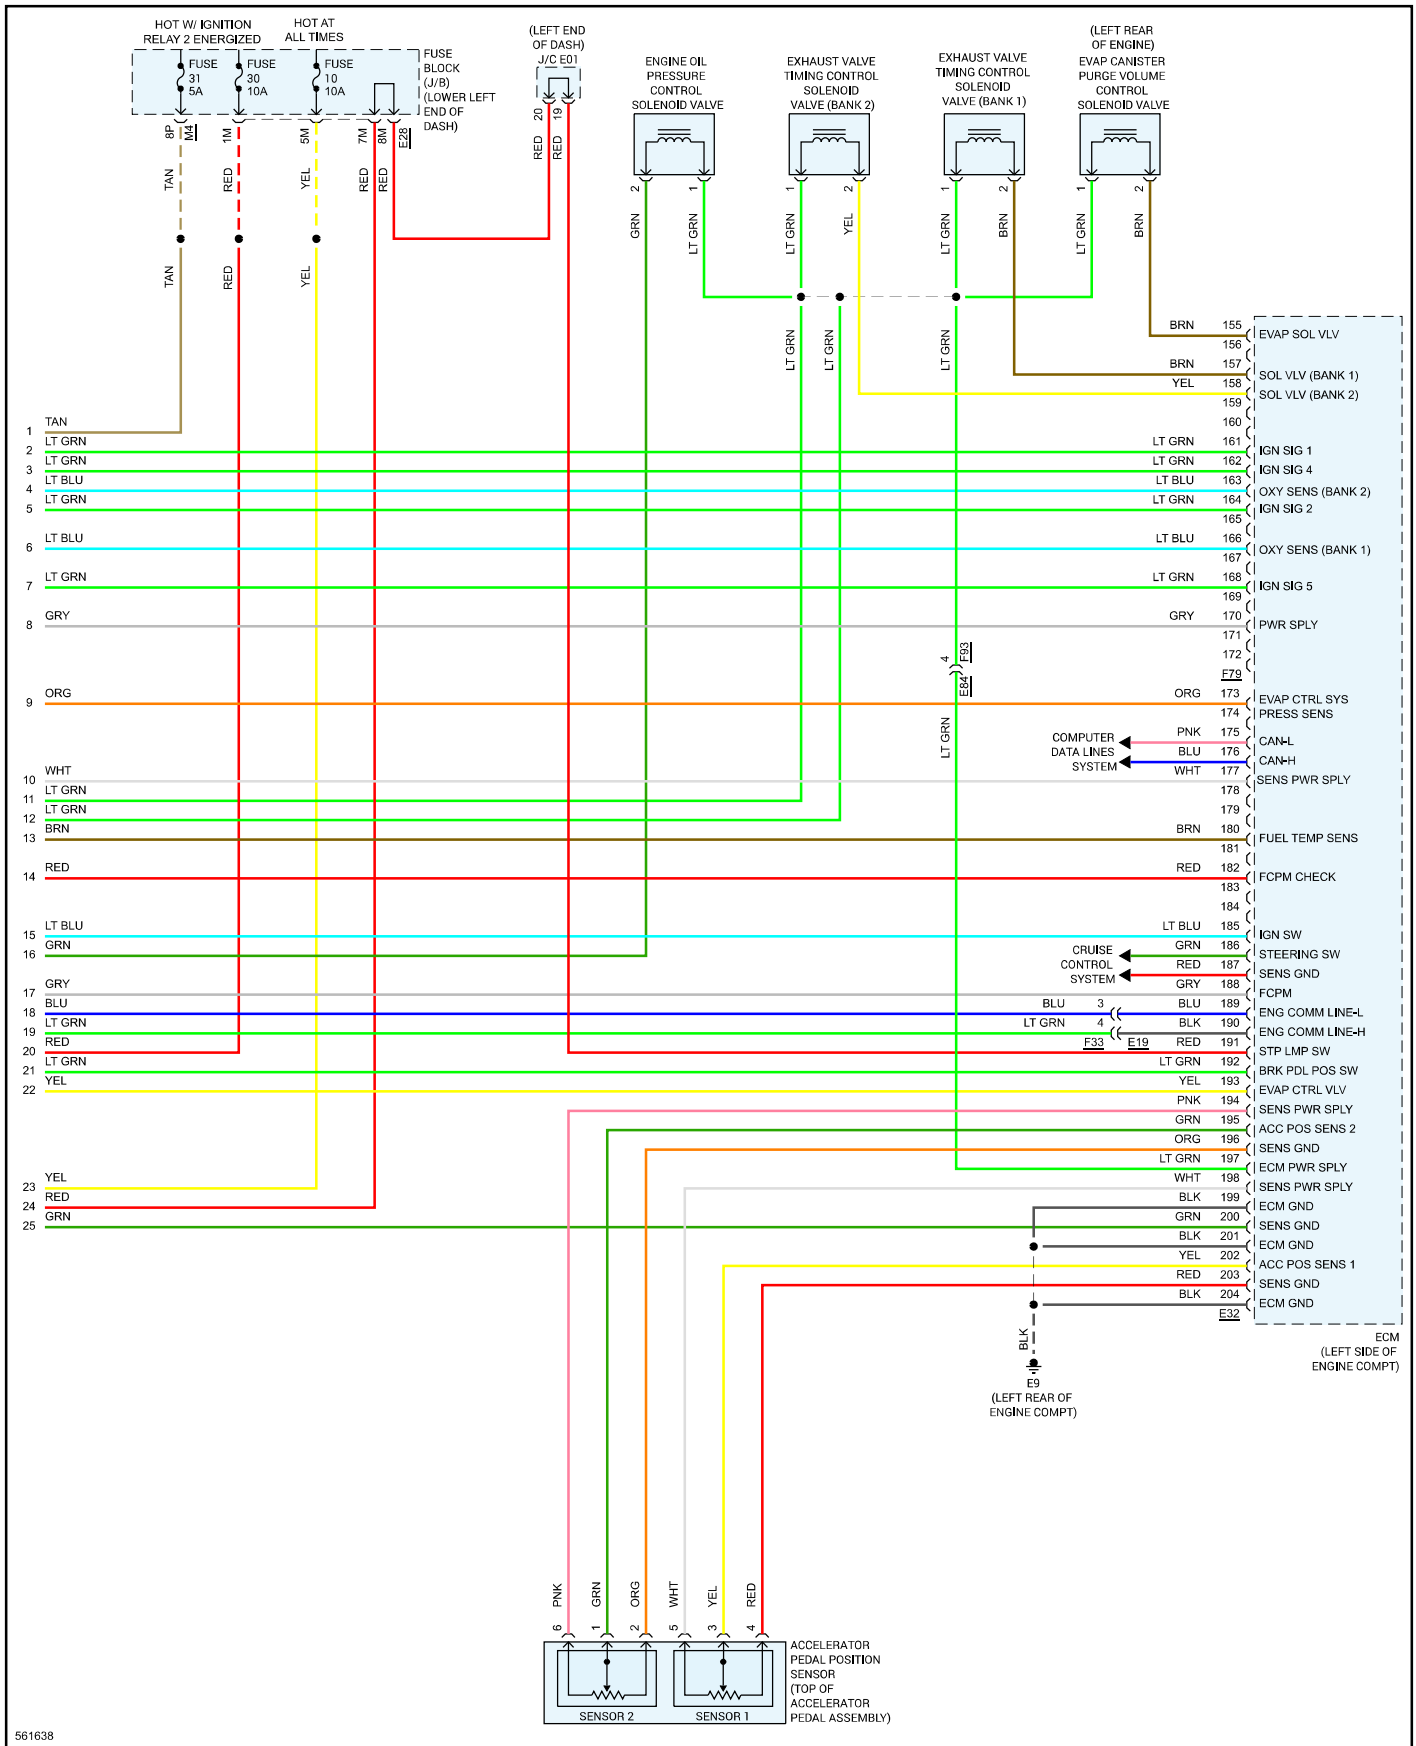 HOT W/ IGNITION
RELAY 2 ENERGIZED
HOT AT
ALL TIMES
FUSE
31
5A
FUSE
30
10A
FUSE
10
10A
FUSE
BLOCK
(J/B)
(LOWER LEFT
END OF
DASH)
8P
M4
1M
5M
7M
8M
E28
TAN
RED
YEL
RED
RED
TAN
RED
YEL
(LEFT END
OF DASH)
J/C E01
20
19
RED
RED
ENGINE OIL
PRESSURE
CONTROL
SOLENOID VALVE
2
1
GRN
LT GRN
EXHAUST VALVE
TIMING CONTROL
SOLENOID
VALVE (BANK 2)
1
2
LT GRN
YEL
EXHAUST VALVE
TIMING CONTROL
SOLENOID
VALVE (BANK 1)
1
2
LT GRN
BRN
(LEFT REAR
OF ENGINE)
EVAP CANISTER
PURGE VOLUME
CONTROL
SOLENOID VALVE
1
2
LT GRN
BRN
LT GRN
LT GRN
LT GRN
4
F93
E84
LT GRN
1 TAN
2 LT GRN
3 LT GRN
4 LT BLU
5 LT GRN
6 LT BLU
7 LT GRN
8 GRY
9 ORG
10 WHT
11 LT GRN
12 LT GRN
13 BRN
14 RED
15 LT BLU
16 GRN
17 GRY
18 BLU
19 LT GRN
20 RED
21 LT GRN
22 YEL
23 YEL
24 RED
25 GRN
BRN 155 EVAP SOL VLV
156
BRN 157 SOL VLV (BANK 1)
YEL 158 SOL VLV (BANK 2)
159
160
LT GRN 161 IGN SIG 1
LT GRN 162 IGN SIG 4
LT BLU 163 OXY SENS (BANK 2)
LT GRN 164 IGN SIG 2
165
LT BLU 166 OXY SENS (BANK 1)
167
LT GRN 168 IGN SIG 5
169
GRY 170 PWR SPLY
171
172
F79
ORG 173 EVAP CTRL SYS
174 PRESS SENS
COMPUTER
DATA LINES
SYSTEM
PNK 175 CAN-L
BLU 176 CAN-H
WHT 177 SENS PWR SPLY
178
179
BRN 180 FUEL TEMP SENS
181
RED 182 FCPM CHECK
183
184
LT BLU 185 IGN SW
CRUISE
CONTROL
SYSTEM
GRN 186 STEERING SW
RED 187 SENS GND
GRY 188 FCPM
BLU 3 BLU 189 ENG COMM LINE-L
LT GRN 4 BLK 190 ENG COMM LINE-H
F33 E19
RED 191 STP LMP SW
LT GRN 192 BRK PDL POS SW
YEL 193 EVAP CTRL VLV
PNK 194 SENS PWR SPLY
GRN 195 ACC POS SENS 2
ORG 196 SENS GND
LT GRN 197 ECM PWR SPLY
WHT 198 SENS PWR SPLY
BLK 199 ECM GND
GRN 200 SENS GND
BLK 201 ECM GND
YEL 202 ACC POS SENS 1
RED 203 SENS GND
BLK 204 ECM GND
E32
ECM
(LEFT SIDE OF
ENGINE COMPT)
BLK
E9
(LEFT REAR OF
ENGINE COMPT)
PNK
GRN
ORG
WHT
YEL
RED
6
1
2
5
3
4
SENSOR 2
SENSOR 1
ACCELERATOR
PEDAL POSITION
SENSOR
(TOP OF
ACCELERATOR
PEDAL ASSEMBLY)
561638